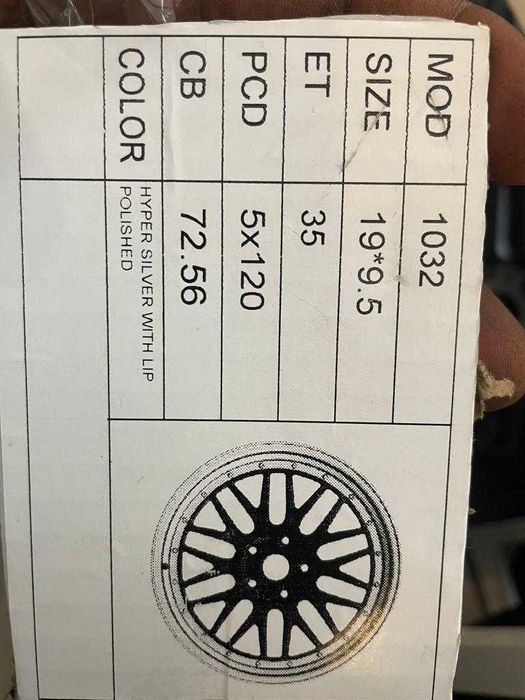 MOD 1032
SIZE 19*9.5
ET 35
PCD 5x120
CB 72.56
COLOR HYPER SILVER WITH LIP
POLISHED